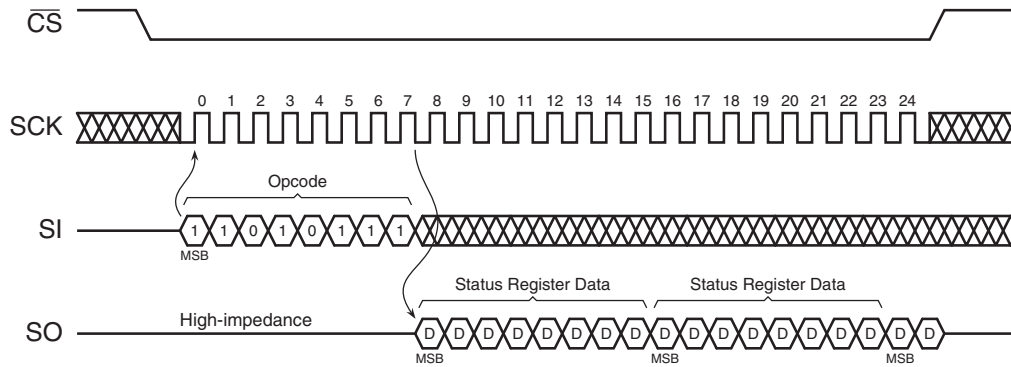 CS
0 1 2 3 4 5 6 7 8 9 10 11 12 13 14 15 16 17 18 19 20 21 22 23 24
SCK
Opcode
SI 1 1 0 1 0 1 1 1
MSB
Status Register Data Status Register Data
High-impedance
SO D D D D D D D D D D D D D D D D D D
MSB MSB MSB